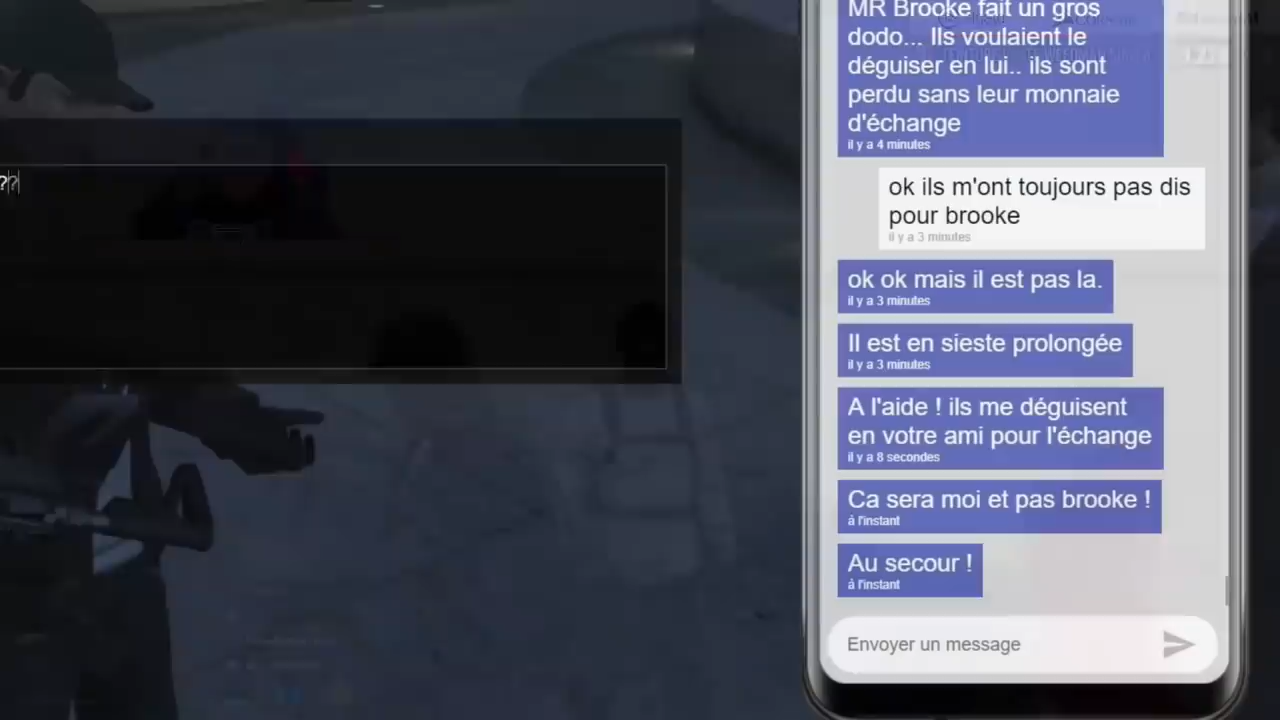 MR Brooke fait un gros
dodo... Ils voulaient le
déguiser en lui.. ils sont
perdu sans leur monnaie
d'échange
il y a 4 minutes
??
ok ils m'ont toujours pas dis
pour brooke
il y a 3 minutes
ok ok mais il est pas la.
il y a 3 minutes
Il est en sieste prolongée
il y a 3 minutes
A l'aide ! ils me déguisent
en votre ami pour l'échange
il y a 8 secondes
Ca sera moi et pas brooke !
à l'instant
Au secour !
à l'instant
Envoyer un message